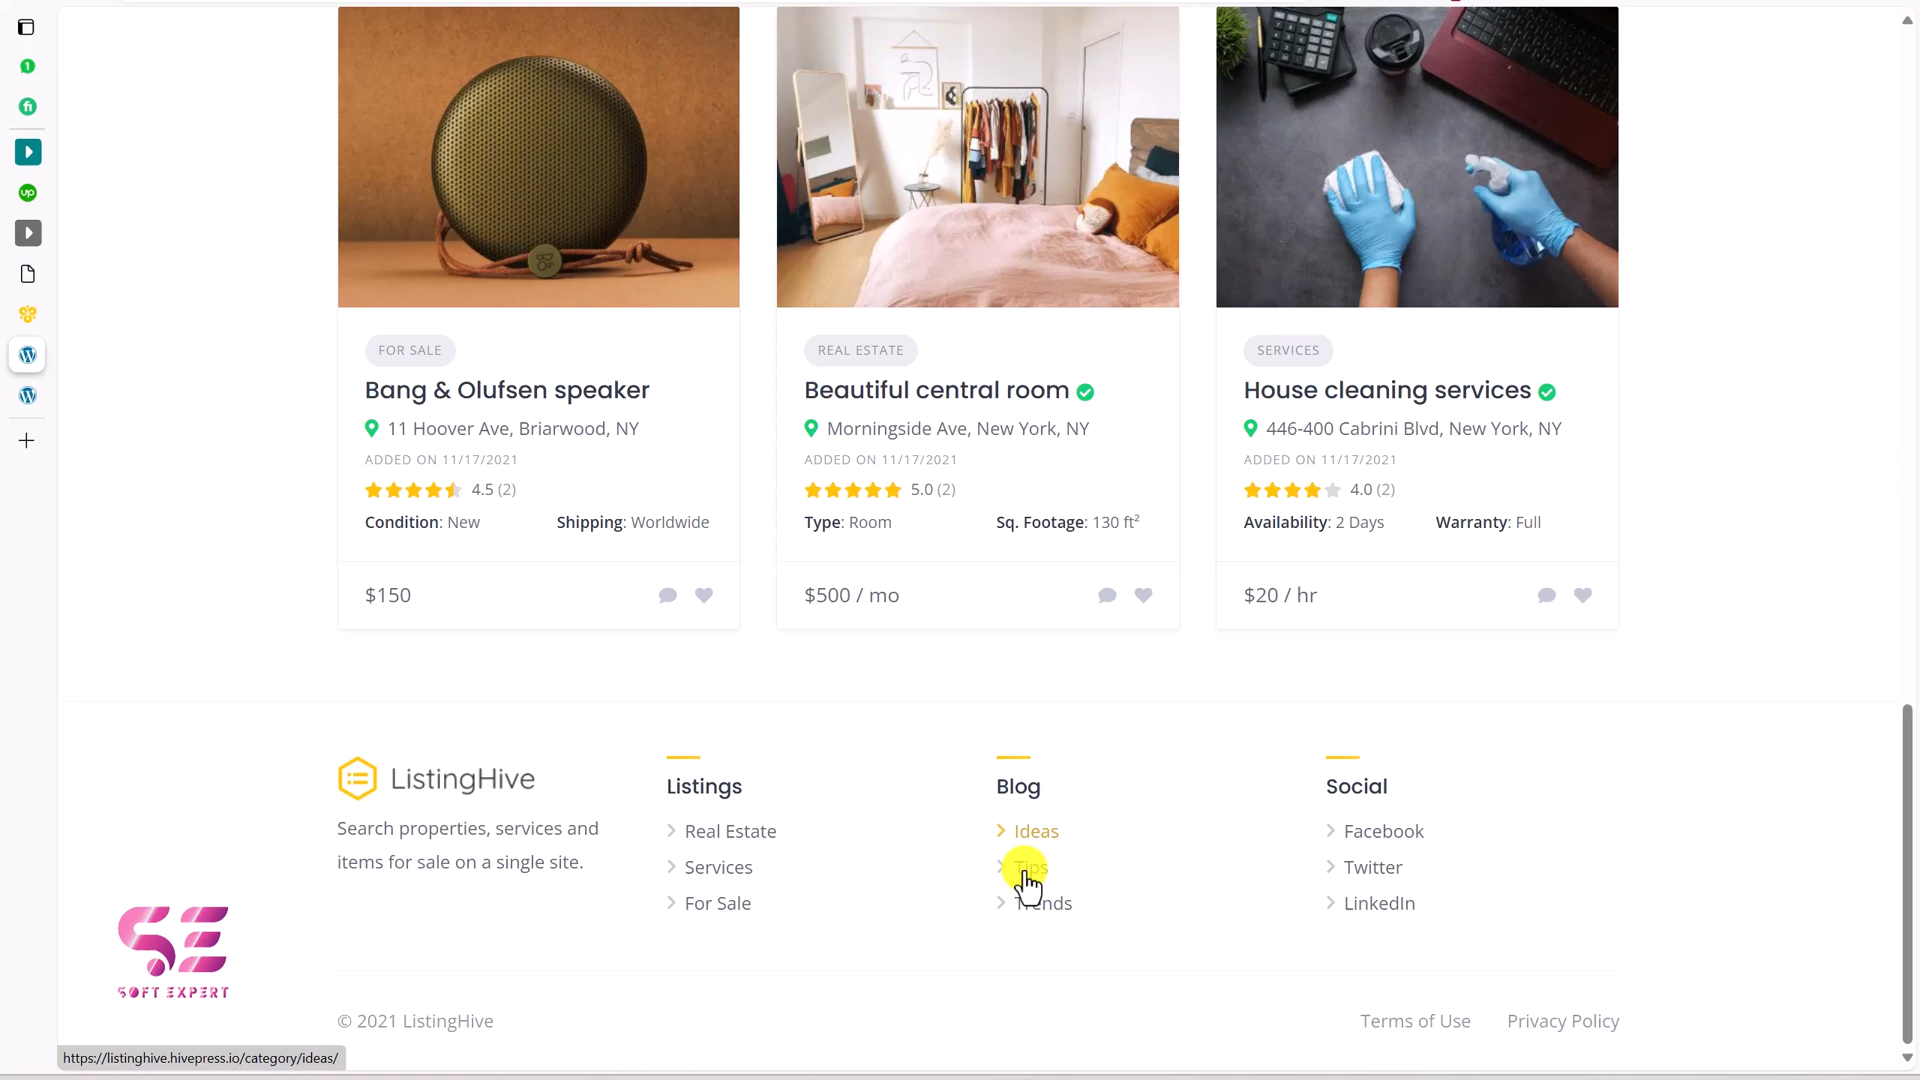 FOR SALE
Bang & Olufsen speaker
11 Hoover Ave, Briarwood, NY
ADDED ON 11/17/2021
4.5 (2)
Condition: New Shipping: Worldwide
$150
REAL ESTATE
Beautiful central room
Morningside Ave, New York, NY
ADDED ON 11/17/2021
5.0 (2)
Type: Room Sq. Footage: 130 ft²
$500 / mo
SERVICES
House cleaning services
446-400 Cabrini Blvd, New York, NY
ADDED ON 11/17/2021
4.0 (2)
Availability: 2 Days Warranty: Full
$20 / hr
ListingHive
Search properties, services and
items for sale on a single site.
Listings
Real Estate
Services
For Sale
Blog
Ideas
Tips
Trends
Social
Facebook
Twitter
LinkedIn
SE
SOFT EXPERT
© 2021 ListingHive
Terms of Use Privacy Policy
https://listinghive.hivepress.io/category/ideas/